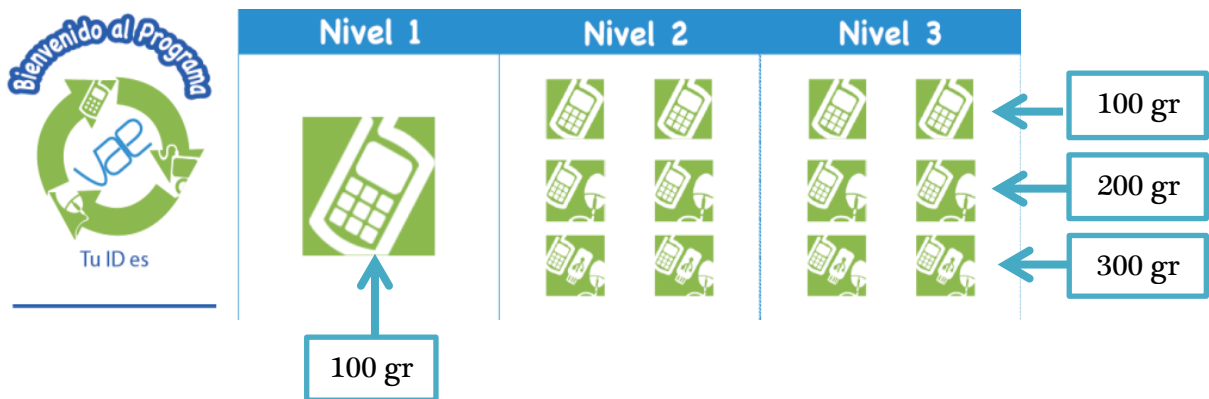 Bienvenido al Programa
vae
Tu ID es
Nivel 1
Nivel 2
Nivel 3
100 gr
200 gr
300 gr
100 gr